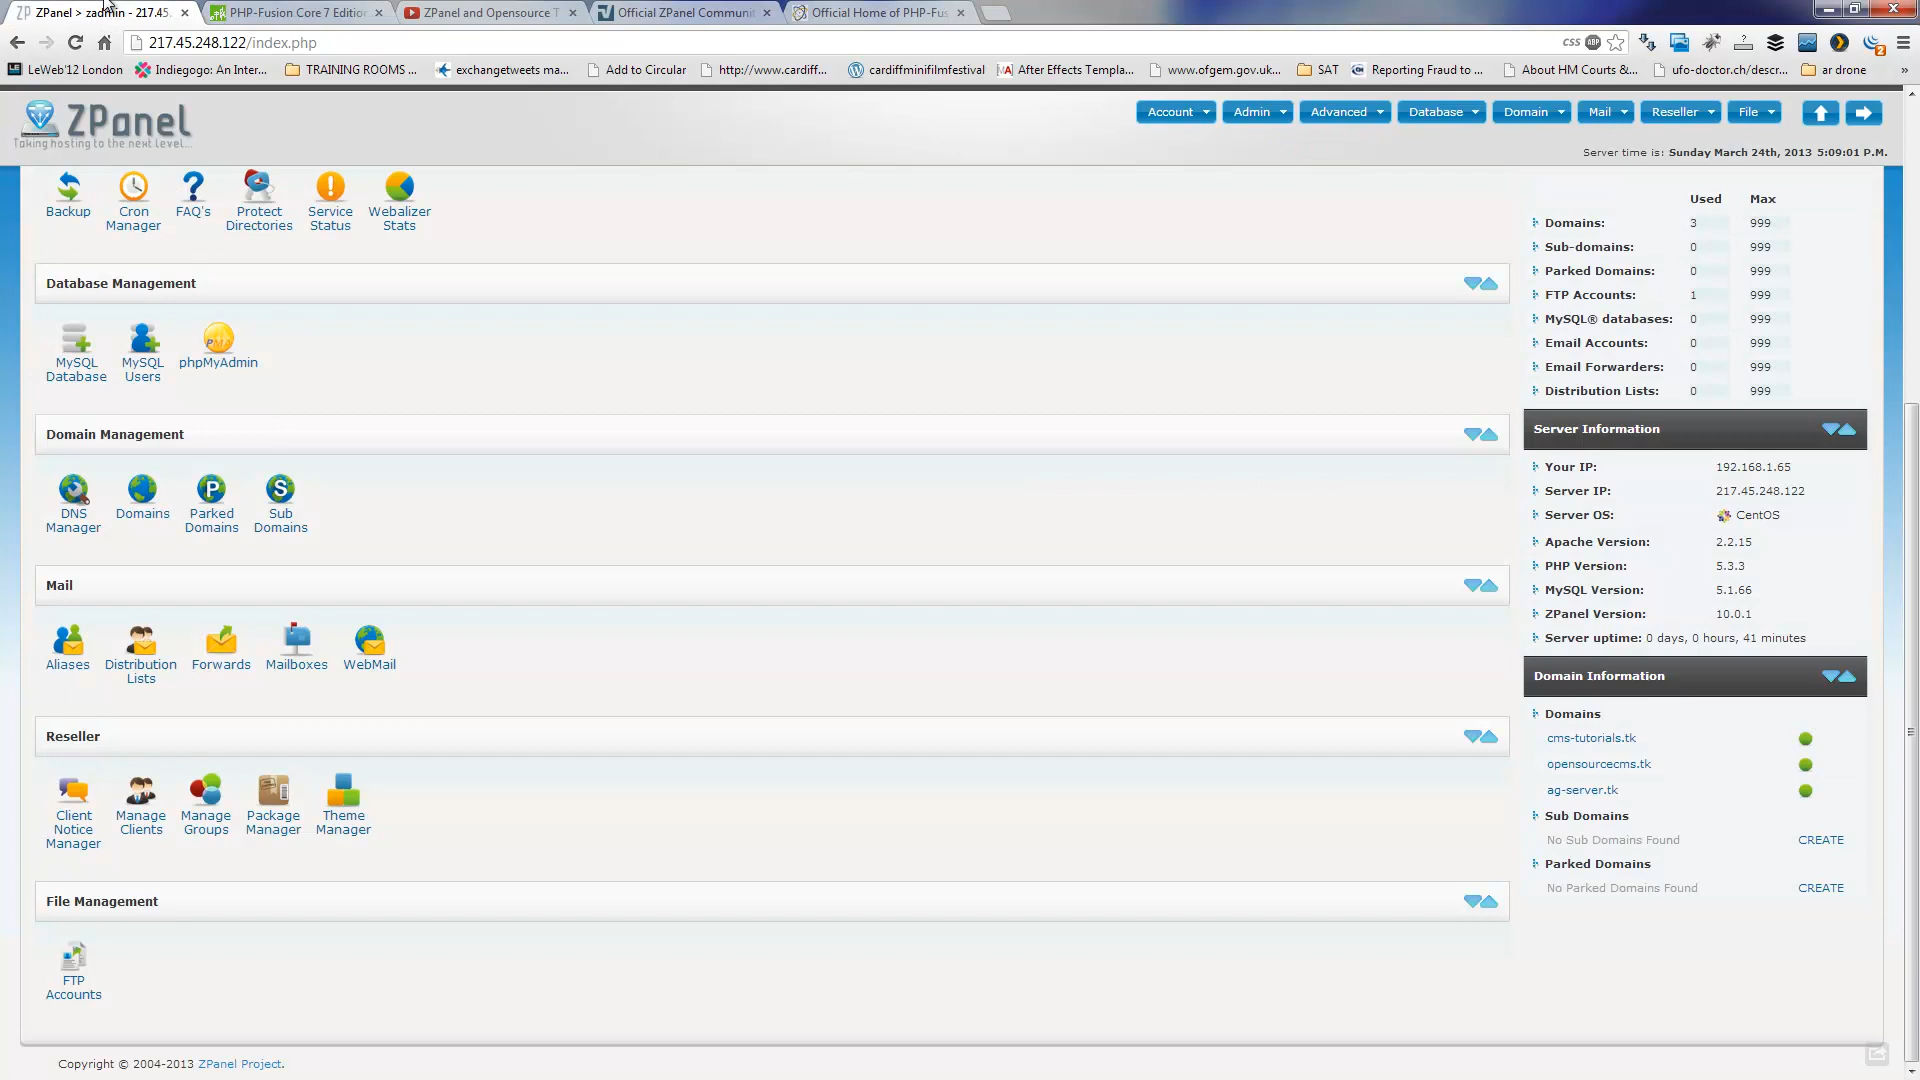 ZPanel > zadmin - 217.45.
PHP-Fusion Core 7 Edition
ZPanel and Opensource T
Official ZPanel Communit
Official Home of PHP-Fus
217.45.248.122/index.php
CSS
ABP
2
LeWeb'12 London
Indiegogo: An Inter...
TRAINING ROOMS ...
exchangetweets ma...
Add to Circular
http://www.cardiff...
cardiffminifilmfestival
After Effects Templa...
www.ofgem.gov.uk...
SAT
Reporting Fraud to ...
About HM Courts &...
ufo-doctor.ch/descr...
ar drone
»
ZPanel
Taking hosting to the next level...
Account
Admin
Advanced
Database
Domain
Mail
Reseller
File
Server time is: Sunday March 24th, 2013 5:09:01 P.M.
Backup
Cron Manager
FAQ's
Protect Directories
Service Status
Webalizer Stats
Database Management
MySQL Database
MySQL Users
phpMyAdmin
Domain Management
DNS Manager
Domains
Parked Domains
Sub Domains
Mail
Aliases
Distribution Lists
Forwards
Mailboxes
WebMail
Reseller
Client Notice Manager
Manage Clients
Manage Groups
Package Manager
Theme Manager
File Management
FTP Accounts
Used Max
Domains: 3 999
Sub-domains: 0 999
Parked Domains: 0 999
FTP Accounts: 1 999
MySQL® databases: 0 999
Email Accounts: 0 999
Email Forwarders: 0 999
Distribution Lists: 0 999
Server Information
Your IP: 192.168.1.65
Server IP: 217.45.248.122
Server OS: CentOS
Apache Version: 2.2.15
PHP Version: 5.3.3
MySQL Version: 5.1.66
ZPanel Version: 10.0.1
Server uptime: 0 days, 0 hours, 41 minutes
Domain Information
Domains
cms-tutorials.tk
opensourcecms.tk
ag-server.tk
Sub Domains
No Sub Domains Found CREATE
Parked Domains
No Parked Domains Found CREATE
Copyright © 2004-2013 ZPanel Project.